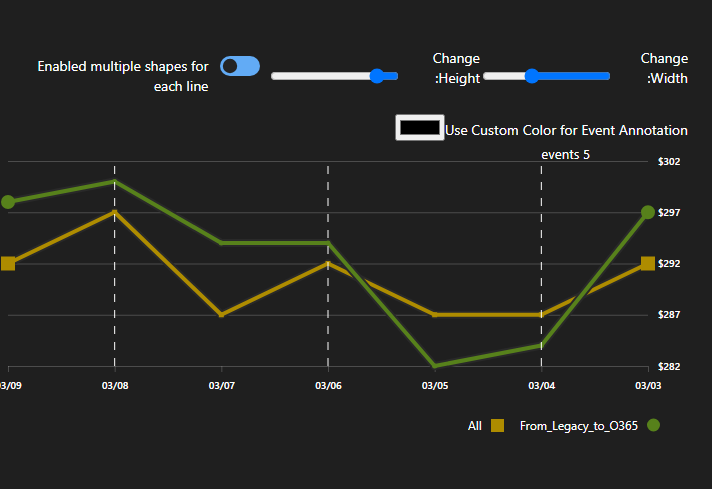 Enabled multiple shapes for
each line
Change
:Height
Change
:Width
Use Custom Color for Event Annotation
events 5
$302
$297
$292
$287
$282
03/09
03/08
03/07
03/06
03/05
03/04
03/03
All
From_Legacy_to_O365